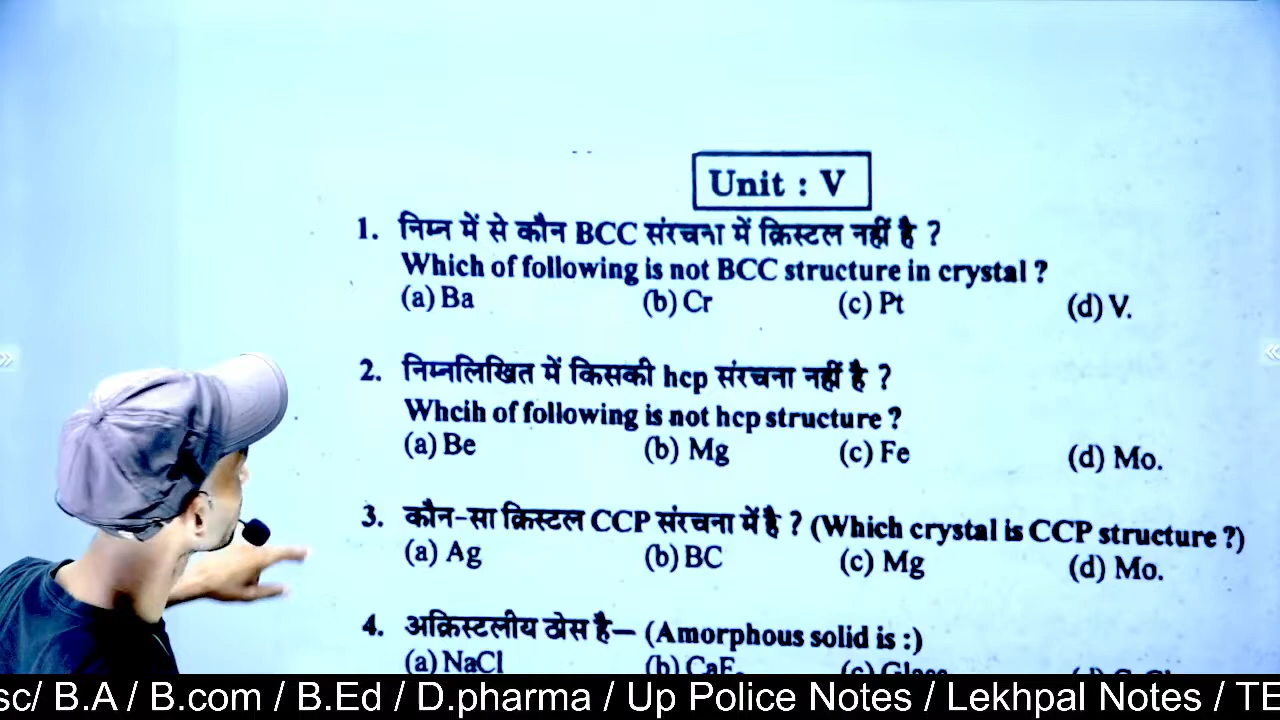 Unit : V
1. निम्न में से कौन BCC संरचना में क्रिस्टल नहीं है ?
Which of following is not BCC structure in crystal ?
(a) Ba (b) Cr (c) Pt (d) V.
2. निम्नलिखित में किसकी hcp संरचना नहीं है ?
Whcih of following is not hcp structure ?
(a) Be (b) Mg (c) Fe (d) Mo.
3. कौन-सा क्रिस्टल CCP संरचना में है ? (Which crystal is CCP structure ?)
(a) Ag (b) BC (c) Mg (d) Mo.
4. अक्रिस्टलीय ठोस है— (Amorphous solid is :)
(a) NaCl (b) (c) Glass (d)
sc/ B.A / B.com / B.Ed / D.pharma / Up Police Notes / Lekhpal Notes / TE